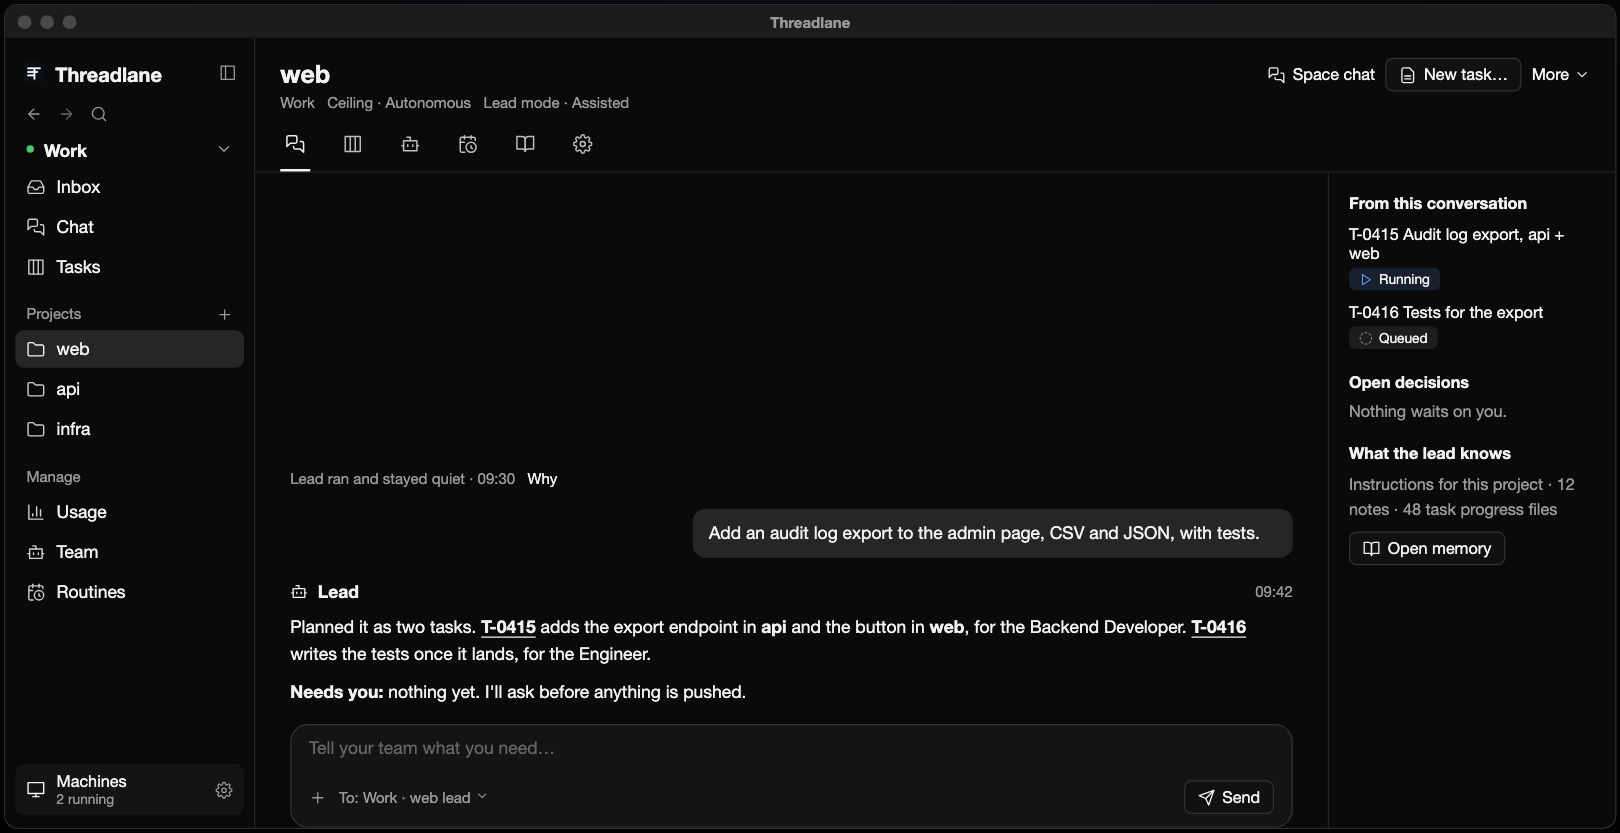 Threadlane
Threadlane
Work
Inbox
Chat
Tasks
Projects
web
api
infra
Manage
Usage
Team
Routines
Machines
2 running
web
Work Ceiling · Autonomous Lead mode · Assisted
Space chat
New task...
More
Lead ran and stayed quiet · 09:30 Why
Add an audit log export to the admin page, CSV and JSON, with tests.
Lead 09:42
Planned it as two tasks. T-0415 adds the export endpoint in api and the button in web, for the Backend Developer. T-0416
writes the tests once it lands, for the Engineer.
Needs you: nothing yet. I'll ask before anything is pushed.
Tell your team what you need...
To: Work · web lead
Send
From this conversation
T-0415 Audit log export, api +
web
Running
T-0416 Tests for the export
Queued
Open decisions
Nothing waits on you.
What the lead knows
Instructions for this project · 12
notes · 48 task progress files
Open memory